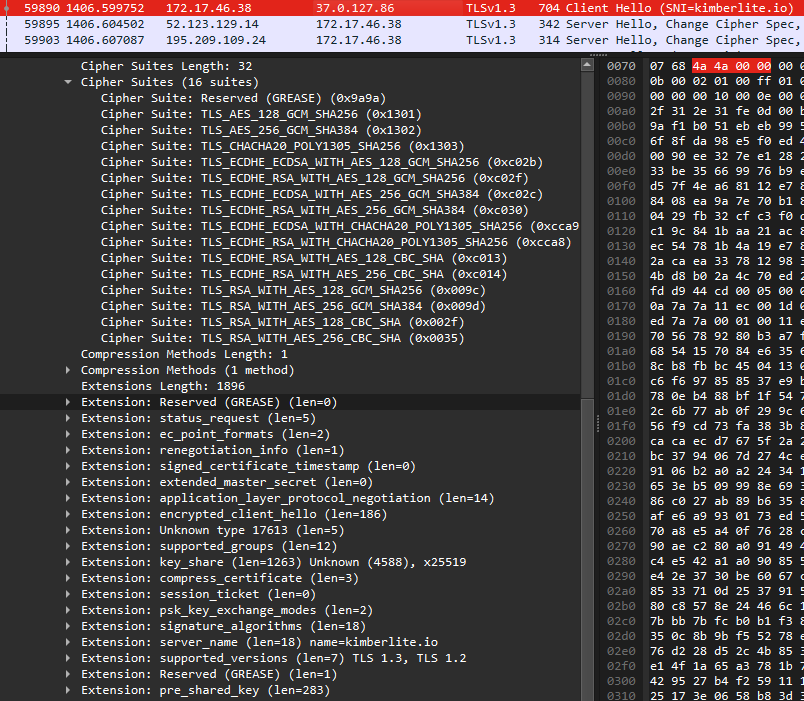 59890 1406.599752 172.17.46.38 37.0.127.86 TLSv1.3 704 Client Hello (SNI=kimberlite.io)
59895 1406.604502 52.123.129.14 172.17.46.38 TLSv1.3 342 Server Hello, Change Cipher Spec,
59903 1406.607087 195.209.109.24 172.17.46.38 TLSv1.3 314 Server Hello, Change Cipher Spec,
Cipher Suites Length: 32
Cipher Suites (16 suites)
Cipher Suite: Reserved (GREASE) (0x9a9a)
Cipher Suite: TLS_AES_128_GCM_SHA256 (0x1301)
Cipher Suite: TLS_AES_256_GCM_SHA384 (0x1302)
Cipher Suite: TLS_CHACHA20_POLY1305_SHA256 (0x1303)
Cipher Suite: TLS_ECDHE_ECDSA_WITH_AES_128_GCM_SHA256 (0xc02b)
Cipher Suite: TLS_ECDHE_RSA_WITH_AES_128_GCM_SHA256 (0xc02f)
Cipher Suite: TLS_ECDHE_ECDSA_WITH_AES_256_GCM_SHA384 (0xc02c)
Cipher Suite: TLS_ECDHE_RSA_WITH_AES_256_GCM_SHA384 (0xc030)
Cipher Suite: TLS_ECDHE_ECDSA_WITH_CHACHA20_POLY1305_SHA256 (0xcca9
Cipher Suite: TLS_ECDHE_RSA_WITH_CHACHA20_POLY1305_SHA256 (0xcca8)
Cipher Suite: TLS_ECDHE_RSA_WITH_AES_128_CBC_SHA (0xc013)
Cipher Suite: TLS_ECDHE_RSA_WITH_AES_256_CBC_SHA (0xc014)
Cipher Suite: TLS_RSA_WITH_AES_128_GCM_SHA256 (0x009c)
Cipher Suite: TLS_RSA_WITH_AES_256_GCM_SHA384 (0x009d)
Cipher Suite: TLS_RSA_WITH_AES_128_CBC_SHA (0x002f)
Cipher Suite: TLS_RSA_WITH_AES_256_CBC_SHA (0x0035)
Compression Methods Length: 1
Compression Methods (1 method)
Extensions Length: 1896
Extension: Reserved (GREASE) (len=0)
Extension: status_request (len=5)
Extension: ec_point_formats (len=2)
Extension: renegotiation_info (len=1)
Extension: signed_certificate_timestamp (len=0)
Extension: extended_master_secret (len=0)
Extension: application_layer_protocol_negotiation (len=14)
Extension: encrypted_client_hello (len=186)
Extension: Unknown type 17613 (len=5)
Extension: supported_groups (len=12)
Extension: key_share (len=1263) Unknown (4588), x25519
Extension: compress_certificate (len=3)
Extension: session_ticket (len=0)
Extension: psk_key_exchange_modes (len=2)
Extension: signature_algorithms (len=18)
Extension: server_name (len=18) name=kimberlite.io
Extension: supported_versions (len=7) TLS 1.3, TLS 1.2
Extension: Reserved (GREASE) (len=1)
Extension: pre_shared_key (len=283)
0070 07 68 4a 4a 00 00 00
0080 0b 00 02 01 00 ff 01
0090 00 00 00 10 00 0e 00
00a0 2f 31 2e 31 fe 0d 00
00b0 9a f1 b0 51 eb eb 99
00c0 6f 8f da 98 e5 f0 ed
00d0 00 90 ee 32 7e e1 28
00e0 33 be 35 66 99 76 b9
00f0 d5 7f 4e a6 81 12 e7
0100 84 08 ea 9a 7e 70 b1
0110 04 29 fb 32 cf c3 f0
0120 c1 9c 84 1b aa 21 ac
0130 ec 54 78 1b 4a 19 e7
0140 2a ca ea 33 78 12 98
0150 4b d8 b0 2a 4c 70 ed
0160 fd d9 44 cd 00 05 00
0170 0a 7a 7a 11 ec 00 1d
0180 ed 7a 7a 00 01 00 11
0190 70 56 78 92 80 b3 a7
01a0 68 54 15 70 84 e6 35
01b0 8c b8 fb bc 45 04 13
01c0 c6 f6 97 85 85 37 e9
01d0 78 0e b4 88 bf 1f 54
01e0 2c 6b 77 ab 0f 29 9c
01f0 56 f9 cd 73 fa 38 3b
0200 ca ca ec d7 67 5f 2a
0210 bc 37 94 06 7d 27 4c
0220 91 06 b2 a0 a2 24 34
0230 65 3e b5 09 99 8e 69
0240 86 c0 27 ab 89 b6 35
0250 af e6 a9 93 01 73 ed
0260 70 a8 e5 a4 0f 76 28
0270 90 ae c2 80 a0 91 49
0280 c4 e5 42 a1 a0 90 85
0290 e4 2e 37 30 be 60 67
02a0 85 33 71 0d 25 37 91
02b0 80 c8 57 8e 24 46 6c
02c0 7b bb 7b fc b0 b1 f3
02d0 35 0c 8b 9b f5 52 78
02e0 76 d2 28 d5 2c 4b 85
02f0 e1 4f 1a 65 a3 78 1b
0300 42 95 27 b4 f2 59 11
0310 25 17 3e 06 58 b8 3d